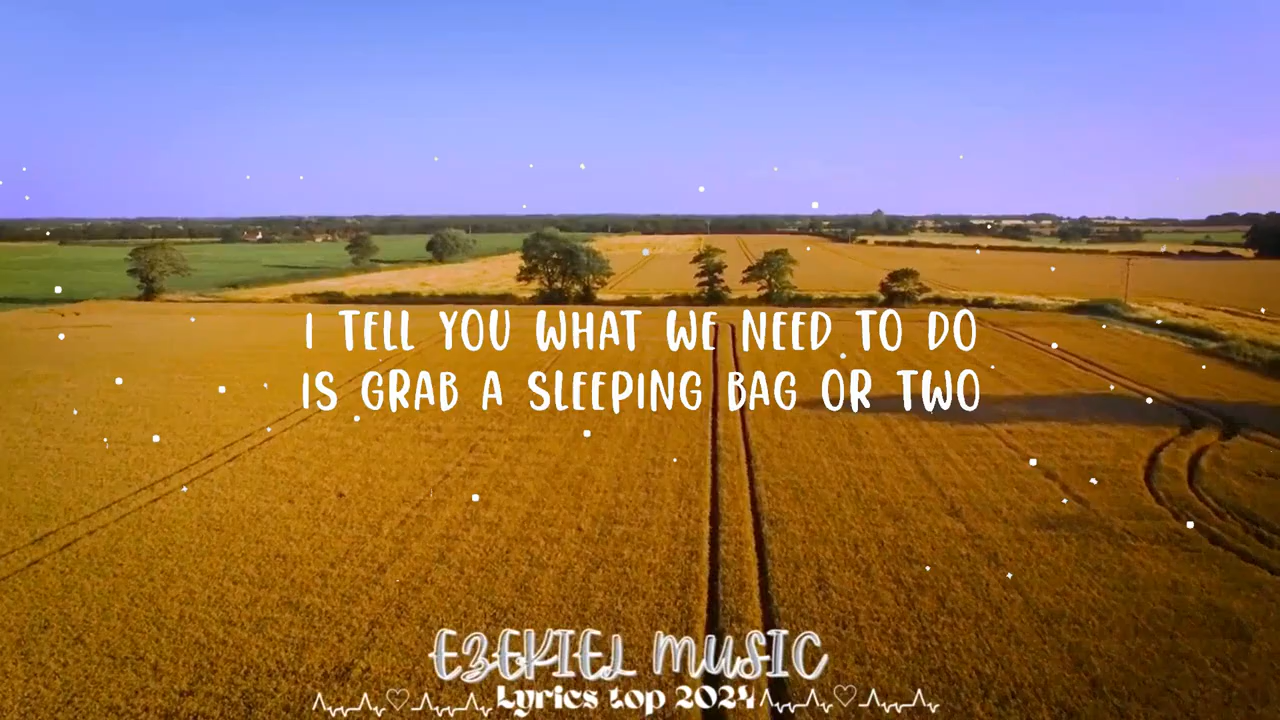 I TELL YOU WHAT WE NEED TO DO
IS GRAB A SLEEPING BAG OR TWO
EZEKIEL MUSIC
Lyrics top 2024